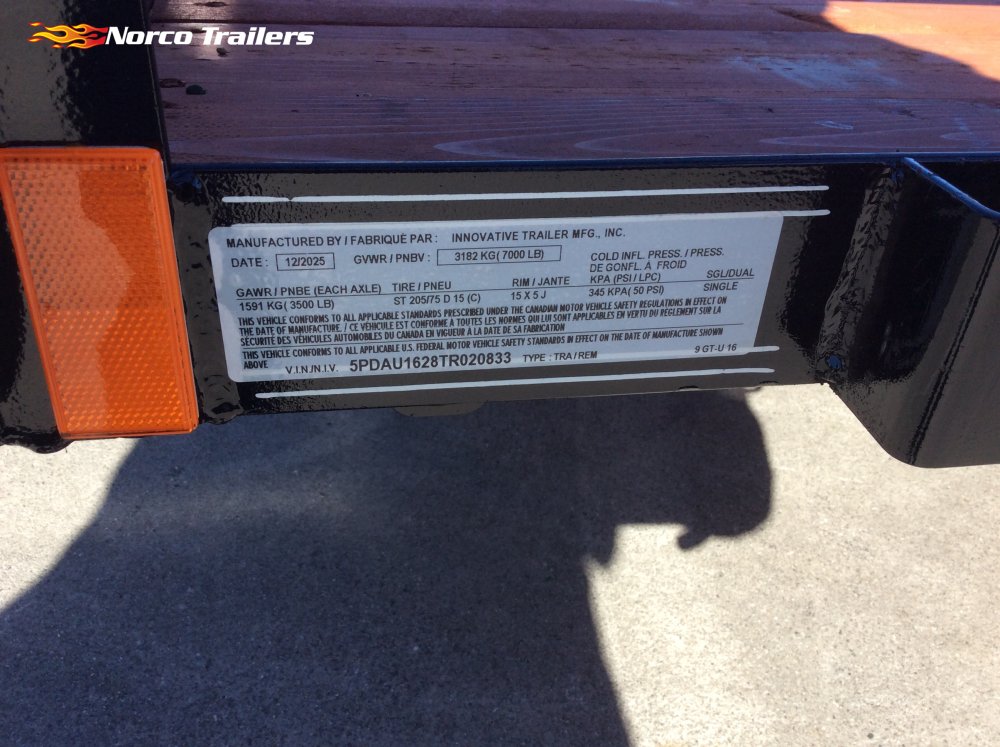 Norco Trailers
MANUFACTURED BY / FABRIQUÉ PAR : INNOVATIVE TRAILER MFG., INC.
DATE : 12/2025 GVWR / PNBV : 3182 KG( 7000 LB) COLD INFL. PRESS. / PRESS.
DE GONFL. À FROID
GAWR / PNBE (EACH AXLE) TIRE / PNEU RIM / JANTE KPA (PSI / LPC) SGL/DUAL
1591 KG( 3500 LB) ST 205/75 D 15 (C) 15 X 5 J 345 KPA( 50 PSI) SINGLE
THIS VEHICLE CONFORMS TO ALL APPLICABLE STANDARDS PRESCRIBED UNDER THE CANADIAN MOTOR VEHICLE SAFETY REGULATIONS IN EFFECT ON
THE DATE OF MANUFACTURE. / CE VÉHICULE EST CONFORME À TOUTES LES NORMES QUI LUI SONT APPLICABLES EN VERTU DU RÈGLEMENT SUR LA
SÉCURITÉ DES VÉHICULES AUTOMOBILES DU CANADA EN VIGUEUR À LA DATE DE SA FABRICATION
THIS VEHICLE CONFORMS TO ALL APPLICABLE U.S. FEDERAL MOTOR VEHICLE SAFETY STANDARDS IN EFFECT ON THE DATE OF MANUFACTURE SHOWN
ABOVE V.I.N./N.I.V. 5PDAU1628TR020833 TYPE : TRA / REM 9 GT-U 16